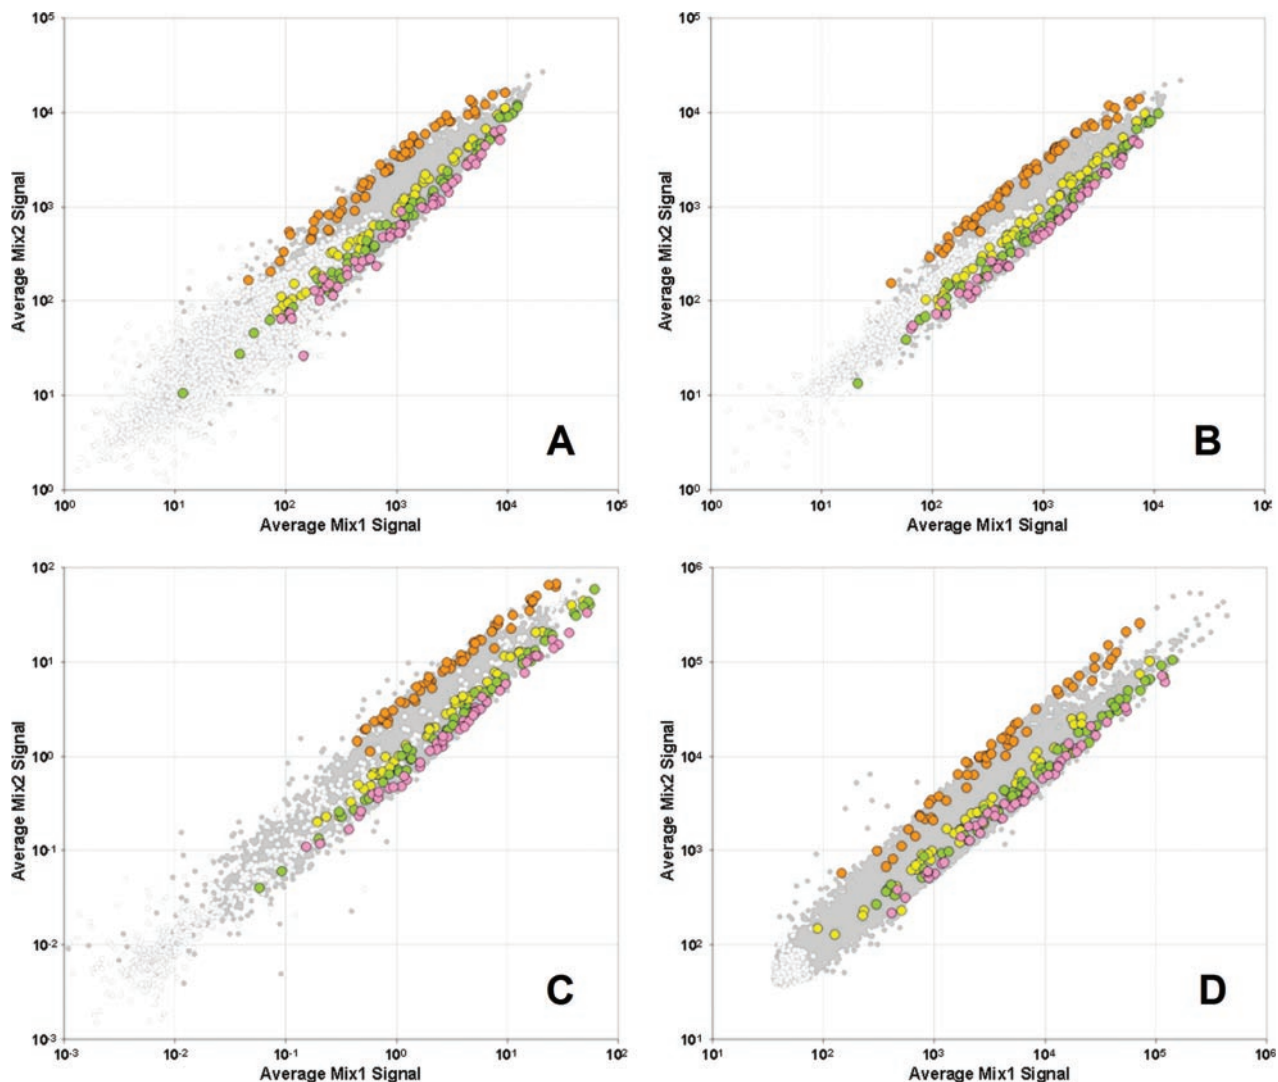 10⁵ 10⁴ 10³ 10² 10¹ 10⁰
Average Mix2 Signal
A
10⁰ 10¹ 10² 10³ 10⁴ 10⁵
Average Mix1 Signal
10⁵ 10⁴ 10³ 10² 10¹ 10⁰
Average Mix2 Signal
B
10⁰ 10¹ 10² 10³ 10⁴ 10⁵
Average Mix1 Signal
10² 10¹ 10⁰ 10⁻¹ 10⁻² 10⁻³
Average Mix2 Signal
C
10⁻³ 10⁻² 10⁻¹ 10⁰ 10¹ 10²
Average Mix1 Signal
10⁶ 10⁵ 10⁴ 10³ 10² 10¹
Average Mix2 Signal
D
10¹ 10² 10³ 10⁴ 10⁵ 10⁶
Average Mix1 Signal